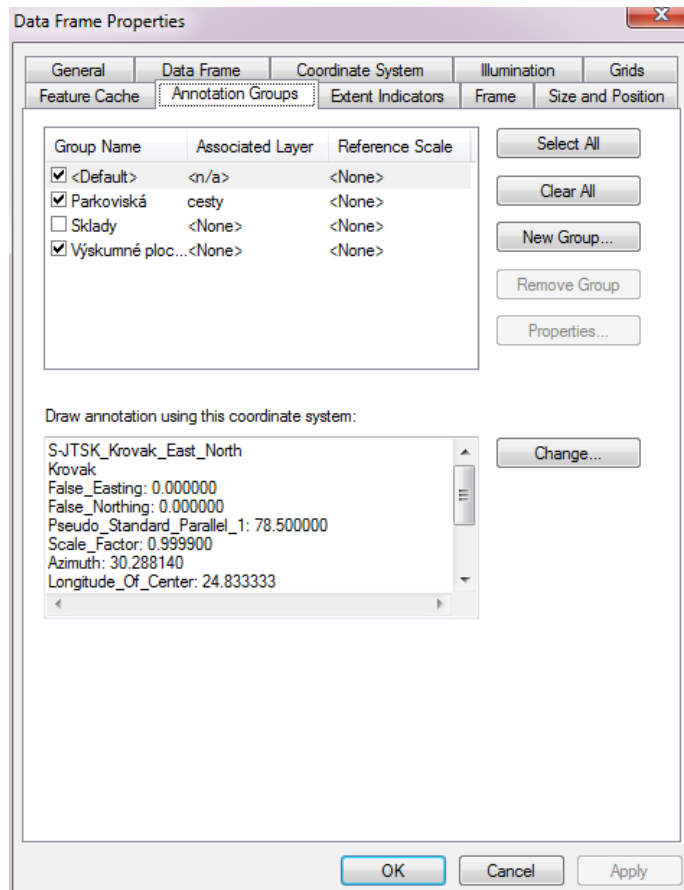 Data Frame Properties
X
General Data Frame Coordinate System Illumination Grids
Feature Cache Annotation Groups Extent Indicators Frame Size and Position
Group Name Associated Layer Reference Scale
<Default> <n/a> <None>
Parkoviská cesty <None>
Sklady <None> <None>
Výskumné ploc... <None> <None>
Select All
Clear All
New Group...
Remove Group
Properties...
Draw annotation using this coordinate system:
S-JTSK_Krovak_East_North
Krovak
False_Easting: 0.000000
False_Northing: 0.000000
Pseudo_Standard_Parallel_1: 78.500000
Scale_Factor: 0.999900
Azimuth: 30.288140
Longitude_Of_Center: 24.833333
Change...
OK Cancel Apply